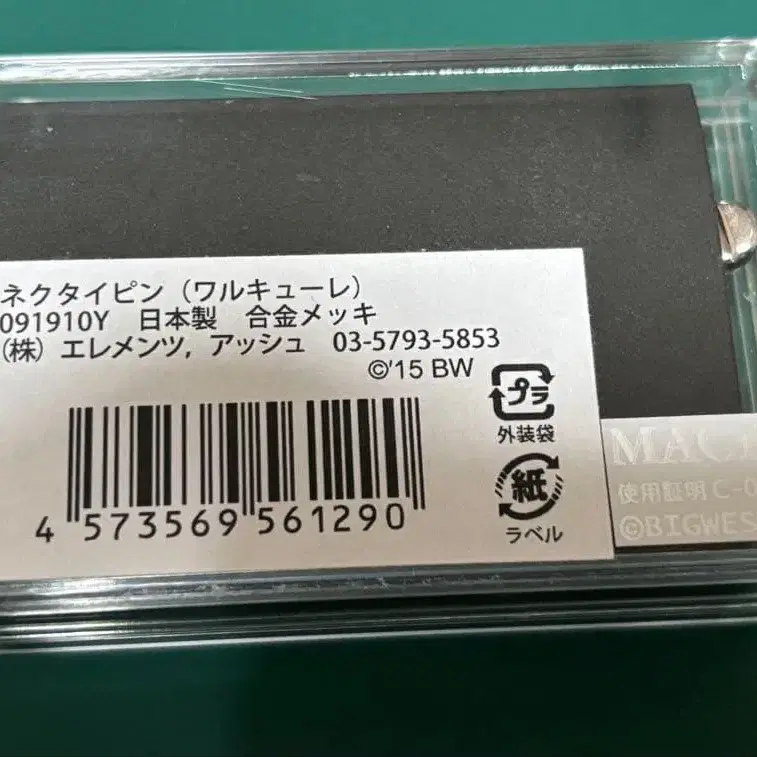 ネクタイピン（ワルキューレ）
091910Y 日本製 合金メッキ
（株）エレメンツ, アッシュ 03-5793-5853
©'15 BW
プラ
外装袋
紙
ラベル
4 573569 561290
使用証明